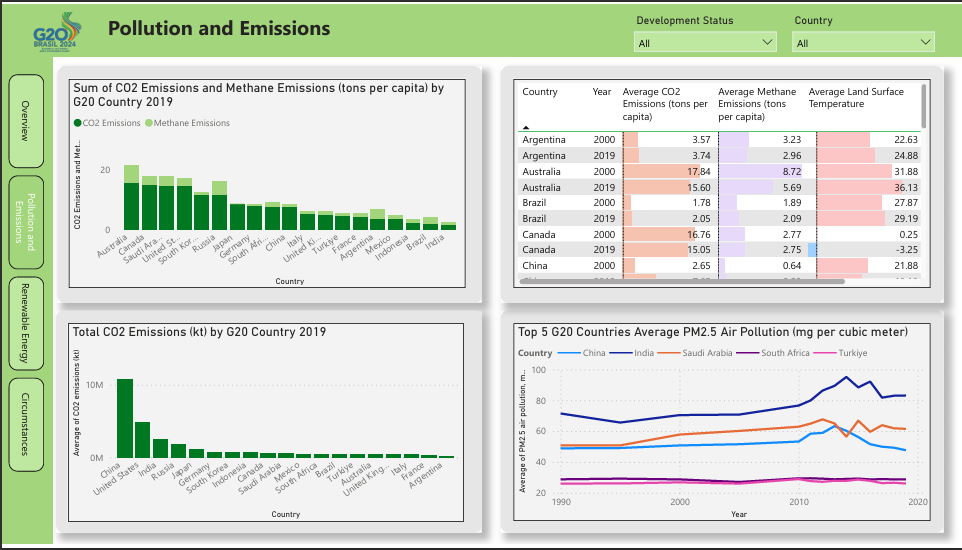 G20
BRASIL 2024
Pollution and Emissions
Development Status
All
Country
All
Overview
Pollution and
Emissions
Renewable Energy
Circumstances
Sum of CO2 Emissions and Methane Emissions (tons per capita) by
G20 Country 2019
CO2 Emissions
Methane Emissions
CO2 Emissions and Met...
20
0
Australia
Canada
Saudi Ara...
United St...
South Kor...
Russia
Japan
Germany
South Afri...
China
Italy
United Ki...
Turkiye
France
Argentina
Mexico
Indonesia
Brazil
India
Country
Country Year Average CO2 Emissions (tons per capita) Average Methane Emissions (tons per capita) Average Land Surface Temperature
Argentina 2000 3.57 3.23 22.63
Argentina 2019 3.74 2.96 24.88
Australia 2000 17.84 8.72 31.88
Australia 2019 15.60 5.69 36.13
Brazil 2000 1.78 1.89 27.87
Brazil 2019 2.05 2.09 29.19
Canada 2000 16.76 2.77 0.25
Canada 2019 15.05 2.75 -3.25
China 2000 2.65 0.64 21.88
Total CO2 Emissions (kt) by G20 Country 2019
Average of CO2 emissions (kt)
10M
0M
China
United States
India
Russia
Japan
Germany
South Korea
Indonesia
Canada
Saudi Arabia
Mexico
South Africa
Brazil
Turkiye
Australia
United King...
Italy
France
Argentina
Country
Top 5 G20 Countries Average PM2.5 Air Pollution (mg per cubic meter)
Country China India Saudi Arabia South Africa Turkiye
Average of PM2.5 air pollution, m...
100
80
60
40
20
1990 2000 2010 2020
Year